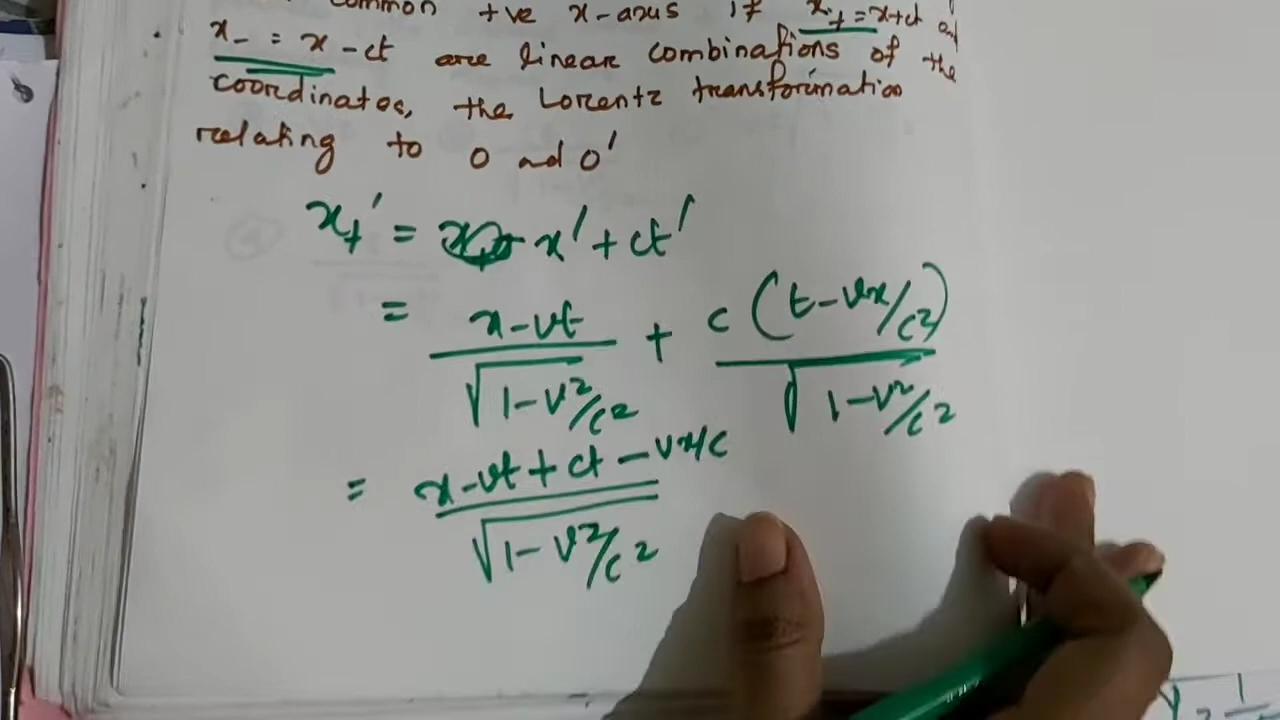 common +ve x-axis if x₊ = x+ct and
x₋ = x - ct are linear combinations of the
coordinates, the Lorentz transformation
relating to O and O'
x₊' = x' + ct'
= x-vt / √1-v²/c² + c (t-vx/c²) / √1-v²/c²
= x-vt+ct-vx/c / √1-v²/c²